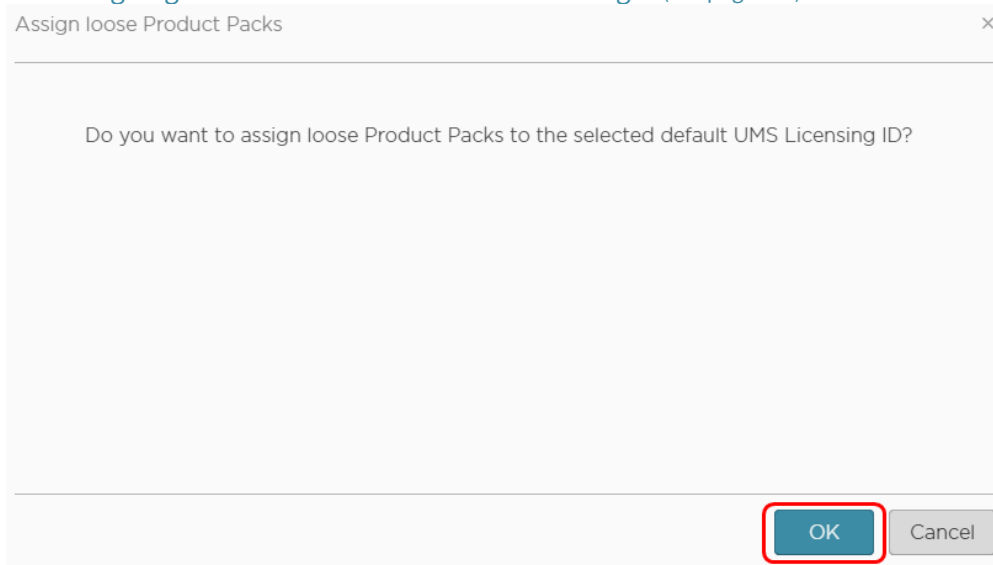 Assign loose Product Packs
×
Do you want to assign loose Product Packs to the selected default UMS Licensing ID?
OK
Cancel